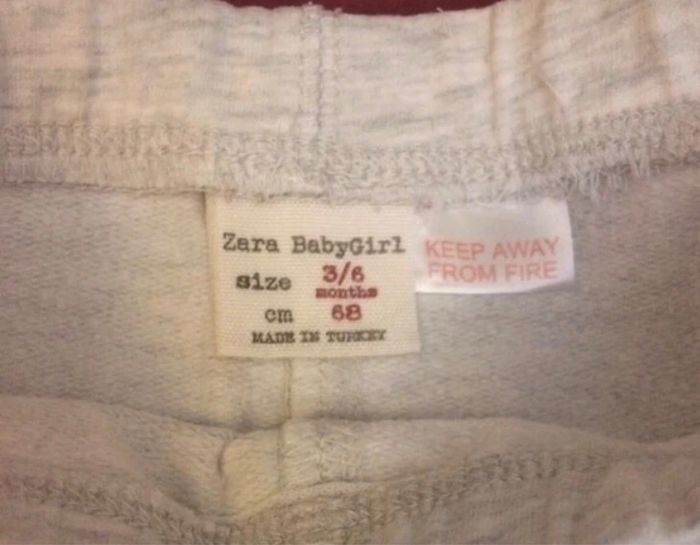 Zara BabyGirl
size 3/6
months
cm 68
MADE IN TURKEY
KEEP AWAY
FROM FIRE